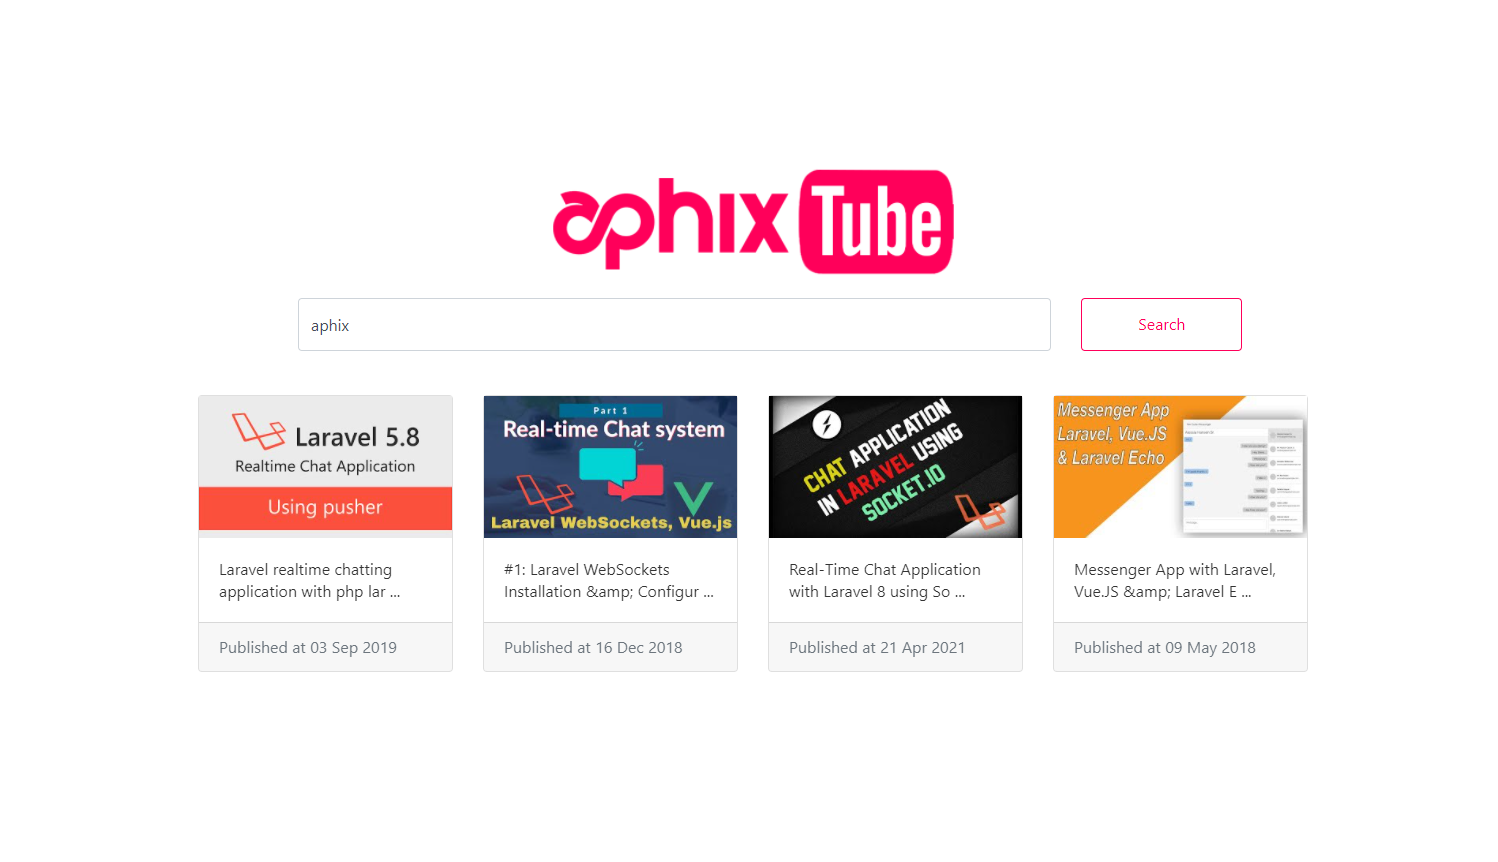 aphix Tube
aphix
Search
Laravel 5.8
Realtime Chat Application
Using pusher
Part 1
Real-time Chat system
Laravel WebSockets, Vue.js
CHAT APPLICATION
IN LARAVEL USING
SOCKET.IO
Messenger App
Laravel, Vue.JS
& Laravel Echo
Laravel realtime chatting
application with php lar ...
#1: Laravel WebSockets
Installation &amp; Configur ...
Real-Time Chat Application
with Laravel 8 using So ...
Messenger App with Laravel,
Vue.JS &amp; Laravel E ...
Published at 03 Sep 2019
Published at 16 Dec 2018
Published at 21 Apr 2021
Published at 09 May 2018